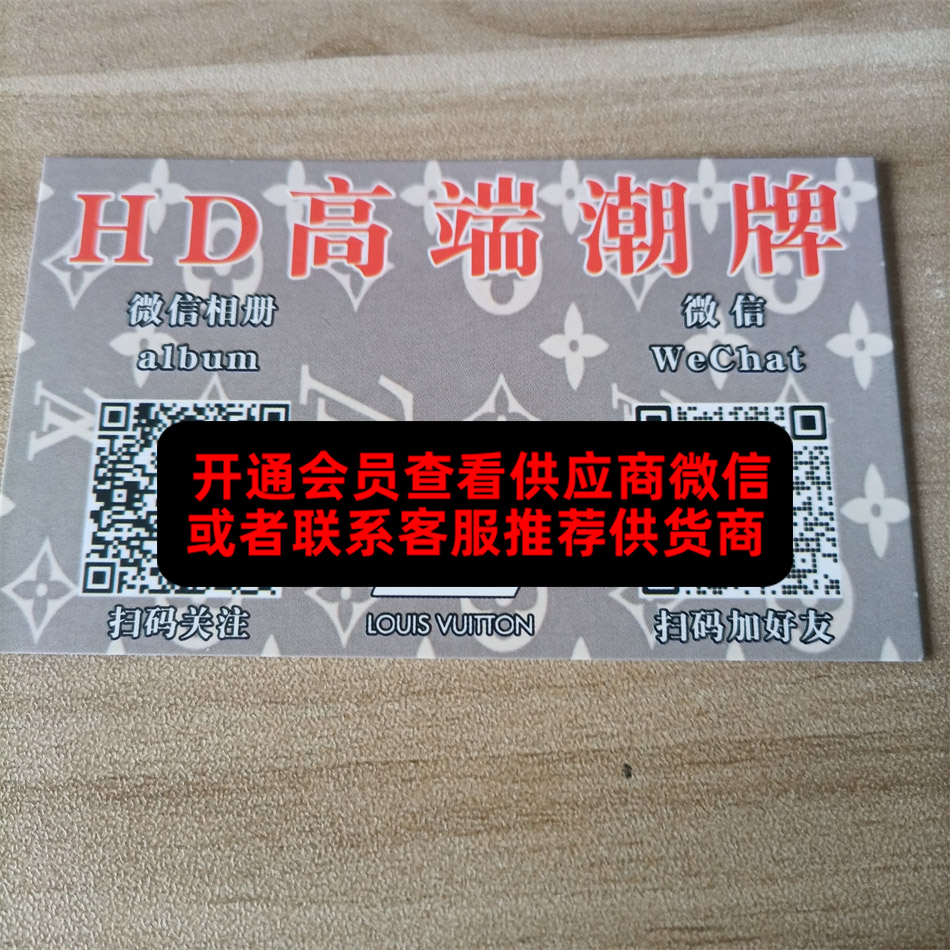 HD高端潮牌
微信相册
album
微信
WeChat
开通会员查看供应商微信
或者联系客服推荐供货商
扫码关注
LOUIS VUITTON
扫码加好友